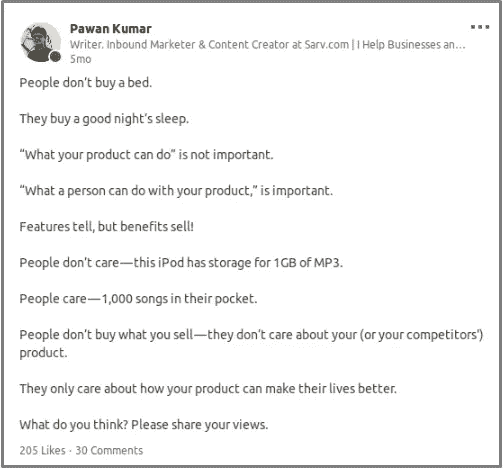 Pawan Kumar
Writer. Inbound Marketer & Content Creator at Sarv.com | I Help Businesses an...
5mo
People don't buy a bed.
They buy a good night's sleep.
“What your product can do” is not important.
“What a person can do with your product,” is important.
Features tell, but benefits sell!
People don't care—this iPod has storage for 1GB of MP3.
People care—1,000 songs in their pocket.
People don't buy what you sell—they don't care about your (or your competitors')
product.
They only care about how your product can make their lives better.
What do you think? Please share your views.
205 Likes · 30 Comments